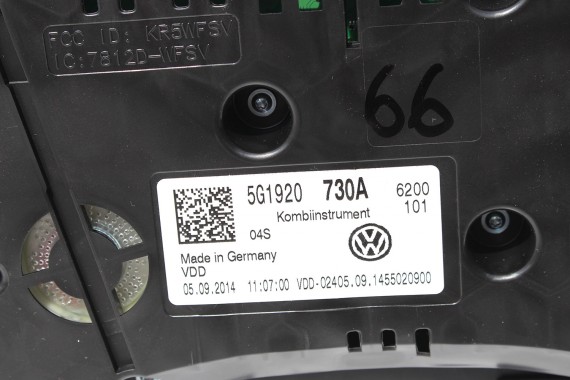 FCC ID: KR5WFSV
IC:7812D-WFSV
66
5G1920 730A 6200
Kombiinstrument 101
04S
Made in Germany
VDD
05.09.2014 11:07:00 VDD-02405.09.1455020900